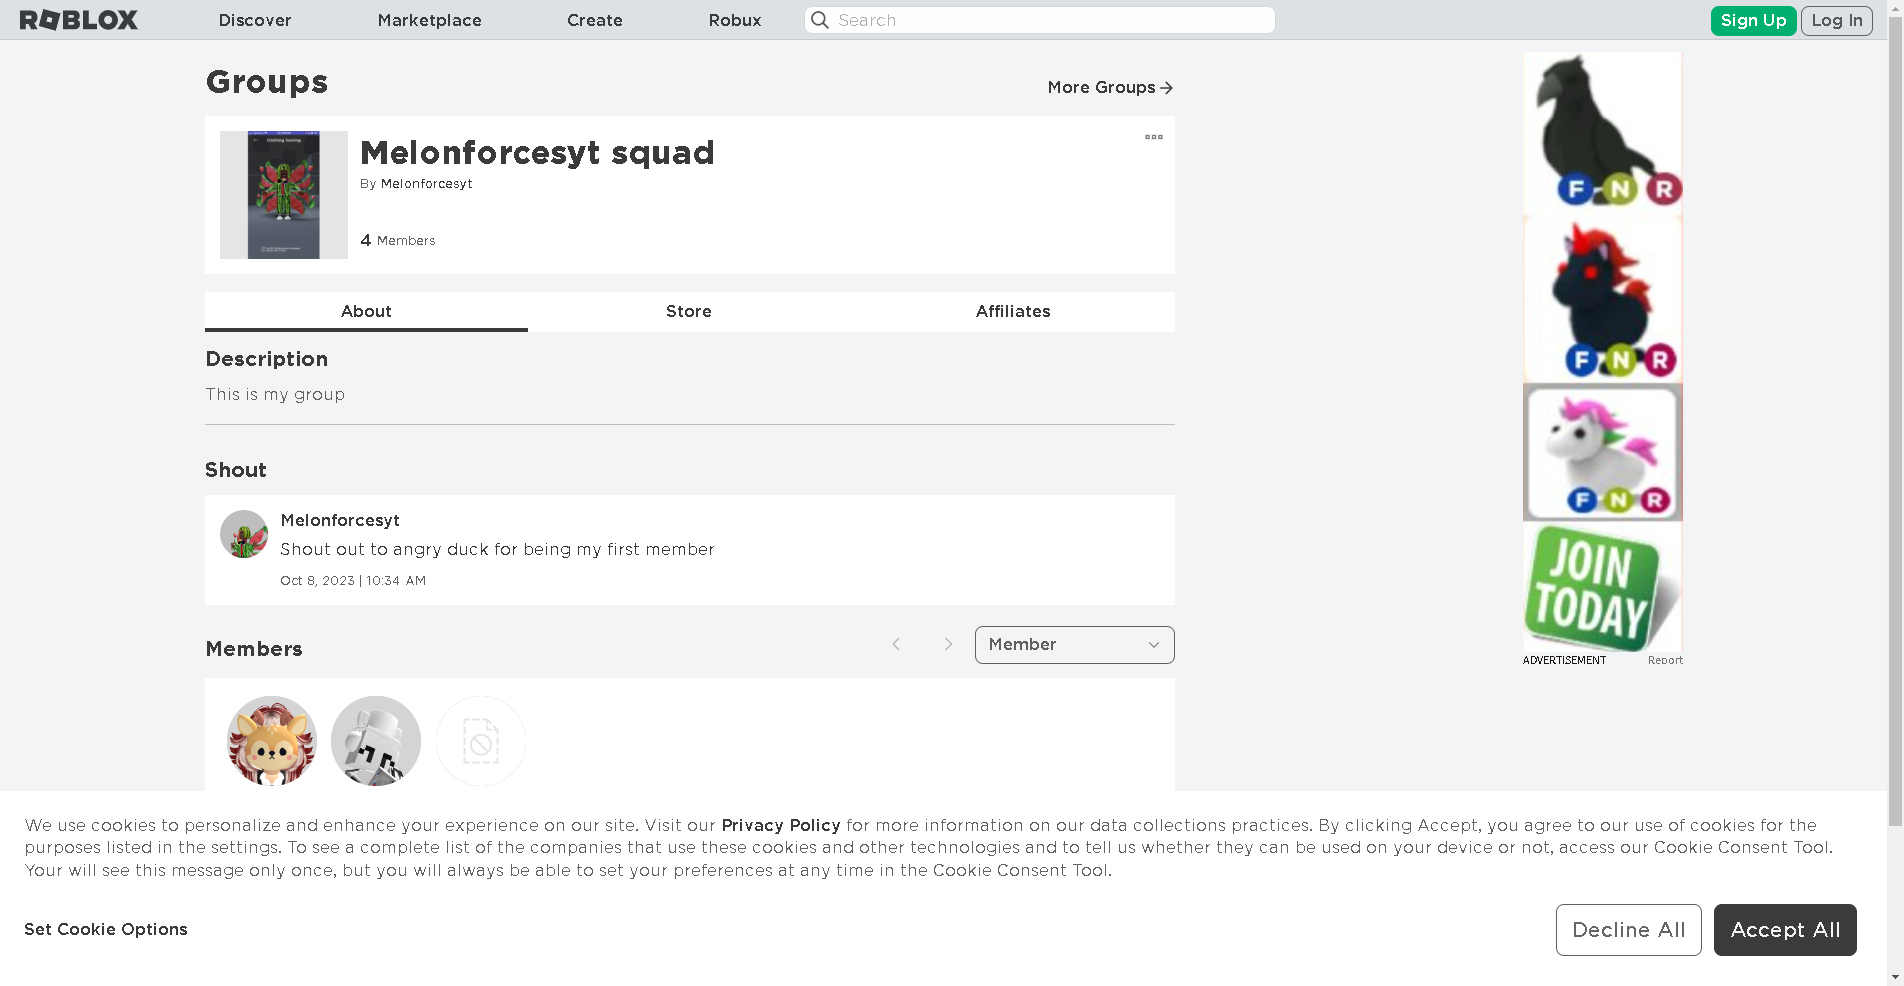 ROBLOX
Discover
Marketplace
Create
Robux
Search
Sign Up
Log In
Groups
More Groups
Melonforcesyt squad
By Melonforcesyt
4 Members
About
Store
Affiliates
Description
This is my group
Shout
Melonforcesyt
Shout out to angry duck for being my first member
Oct 8, 2023 | 10:34 AM
Members
Member
F N R
F N R
F N R
JOIN
TODAY
ADVERTISEMENT
Report
We use cookies to personalize and enhance your experience on our site. Visit our Privacy Policy for more information on our data collections practices. By clicking Accept, you agree to our use of cookies for the
purposes listed in the settings. To see a complete list of the companies that use these cookies and other technologies and to tell us whether they can be used on your device or not, access our Cookie Consent Tool.
Your will see this message only once, but you will always be able to set your preferences at any time in the Cookie Consent Tool.
Set Cookie Options
Decline All
Accept All